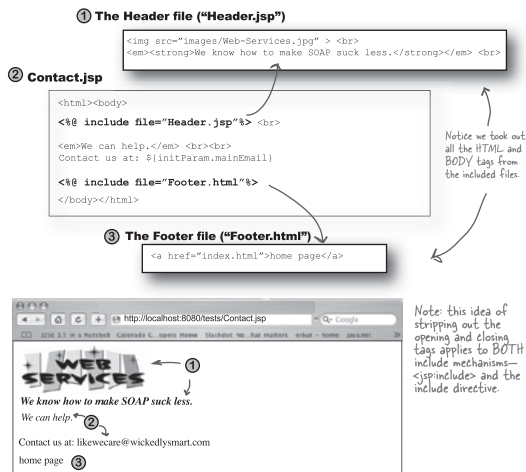 1 The Header file ("Header.jsp")
<img src="images/Web-Services.jpg" > <br>
<em><strong>We know how to make SOAP suck less.</strong></em> <br>
2 Contact.jsp
<html><body>
<%@ include file="Header.jsp"%> <br>
<em>We can help.</em> <br><br>
Contact us at: ${initParam.mainEmail}
<%@ include file="Footer.html"%>
</body></html>
Notice we took out
all the HTML and
BODY tags from
the included files.
3 The Footer file ("Footer.html")
<a href="index.html">home page</a>
http://localhost:8080/tests/Contact.jsp
Google
WEB
SERVICES
1
We know how to make SOAP suck less.
We can help.
2
Contact us at: likewecare@wickedlysmart.com
home page 3
Note: this idea of
stripping out the
opening and closing
tags applies to BOTH
include mechanisms—
<jsp:include> and the
include directive.